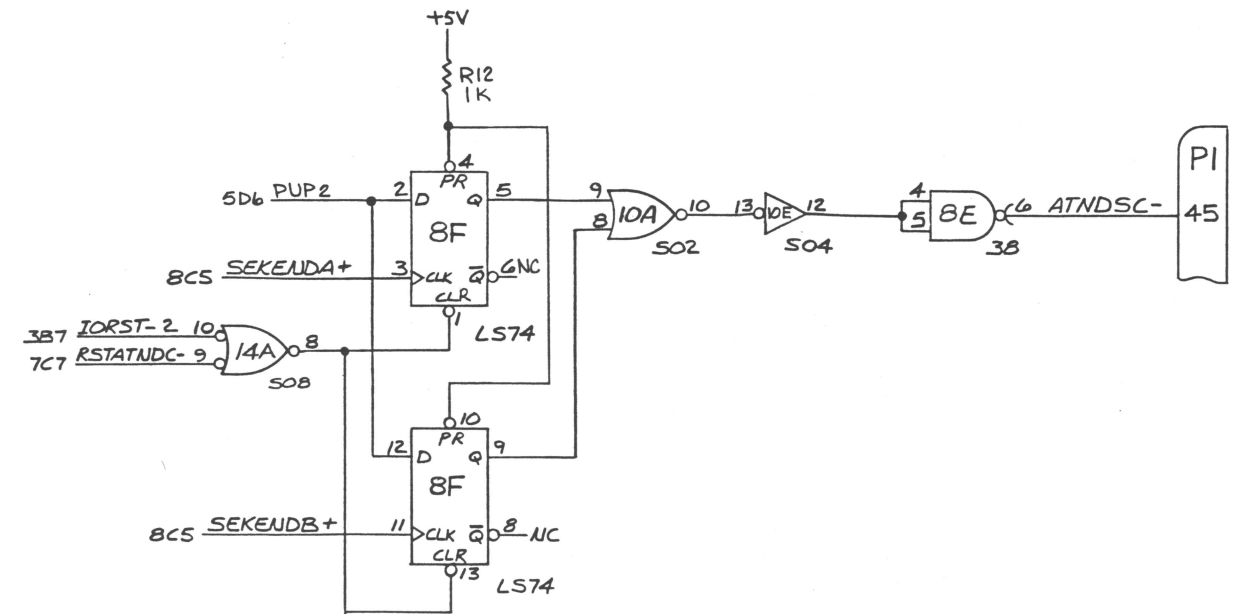 +5V
R12
1K
4
PR
5D6 PUP2 2 D Q 5
8F
8C5 SEKENDA+ 3 CLK Q̅ 6 NC
CLR
1
LS74
9
8
10A
10
S02
13
10E
12
S04
4
5
8E
6
38
ATNDSC-
P1
45
3B7 IORST-2 10
7C7 RSTATNDC- 9
14A
8
S08
10
PR
12 D Q 9
8F
8C5 SEKENDB+ 11 CLK Q̅ 8 NC
CLR
13
LS74